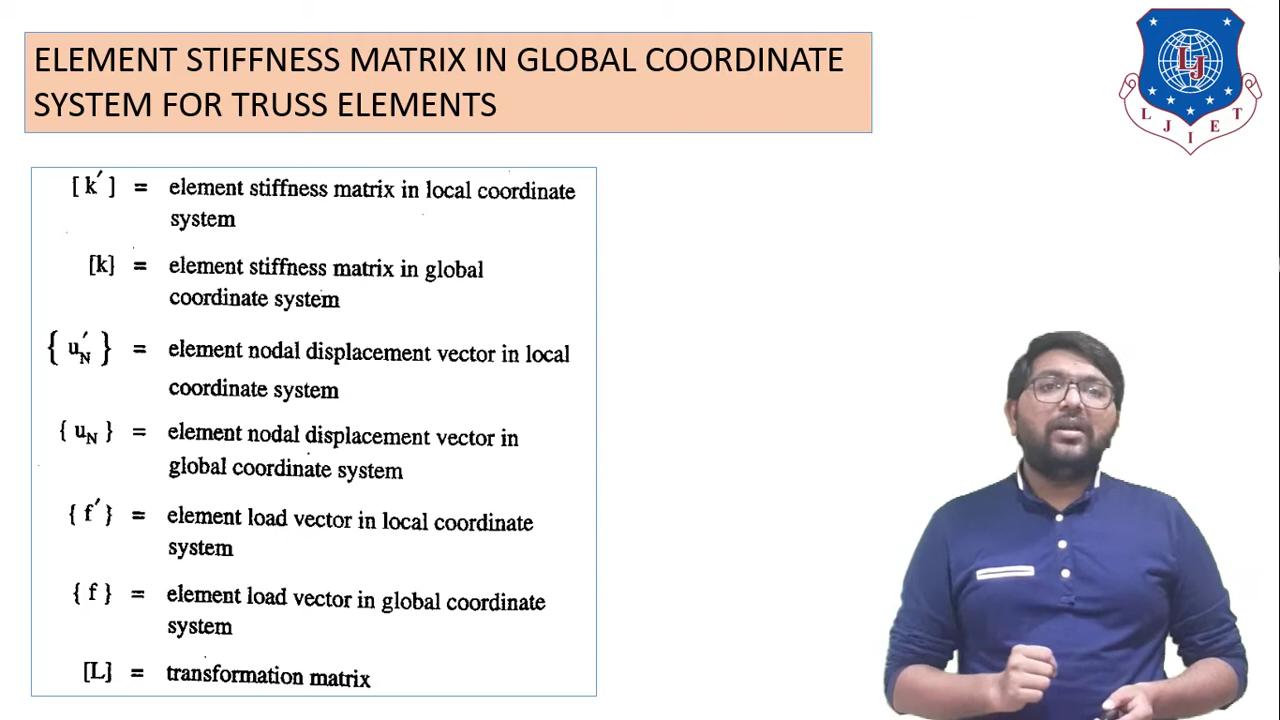 ELEMENT STIFFNESS MATRIX IN GLOBAL COORDINATE
SYSTEM FOR TRUSS ELEMENTS
LJ
L J I E T
[ k′ ] = element stiffness matrix in local coordinate
system
[k] = element stiffness matrix in global
coordinate system
{ u′N } = element nodal displacement vector in local
coordinate system
{ uN } = element nodal displacement vector in
global coordinate system
{ f′ } = element load vector in local coordinate
system
{ f } = element load vector in global coordinate
system
[L] = transformation matrix